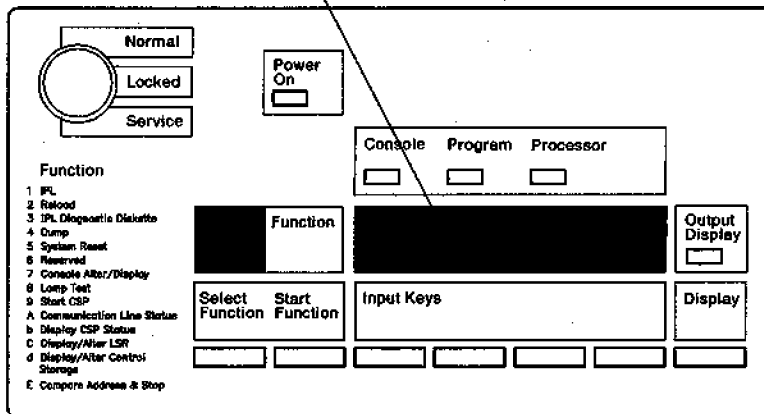 Normal
Locked
Service
Power
On
Console Program Processor
Function
1 IPL
2 Reload
3 IPL Diagnostic Diskette
4 Dump
5 System Reset
6 Reserved
7 Console Alter/Display
8 Lamp Test
9 Start CSP
A Communication Line Status
b Display CSP Status
C Display/Alter LSR
d Display/Alter Control
Storage
E Compare Address & Stop
Function
Output
Display
Select
Function
Start
Function
Input Keys
Display